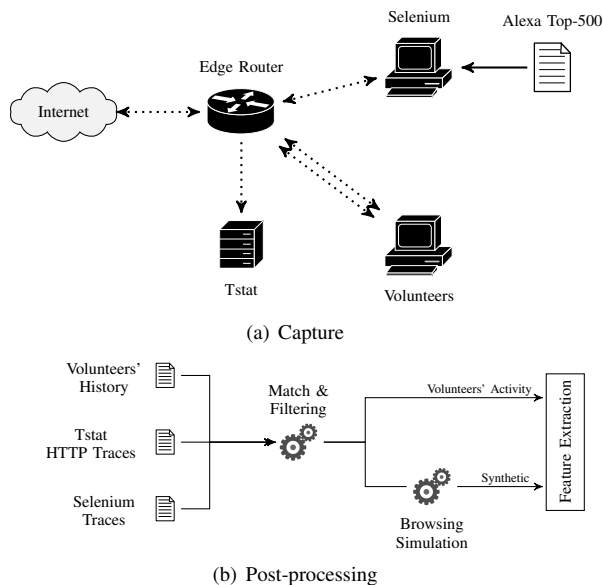 Selenium
Alexa Top-500
Edge Router
Internet
Tstat
Volunteers
(a) Capture
Volunteers'
History
Match &
Filtering
Volunteers' Activity
Tstat
HTTP Traces
Feature Extraction
Selenium
Traces
Synthetic
Browsing
Simulation
(b) Post-processing